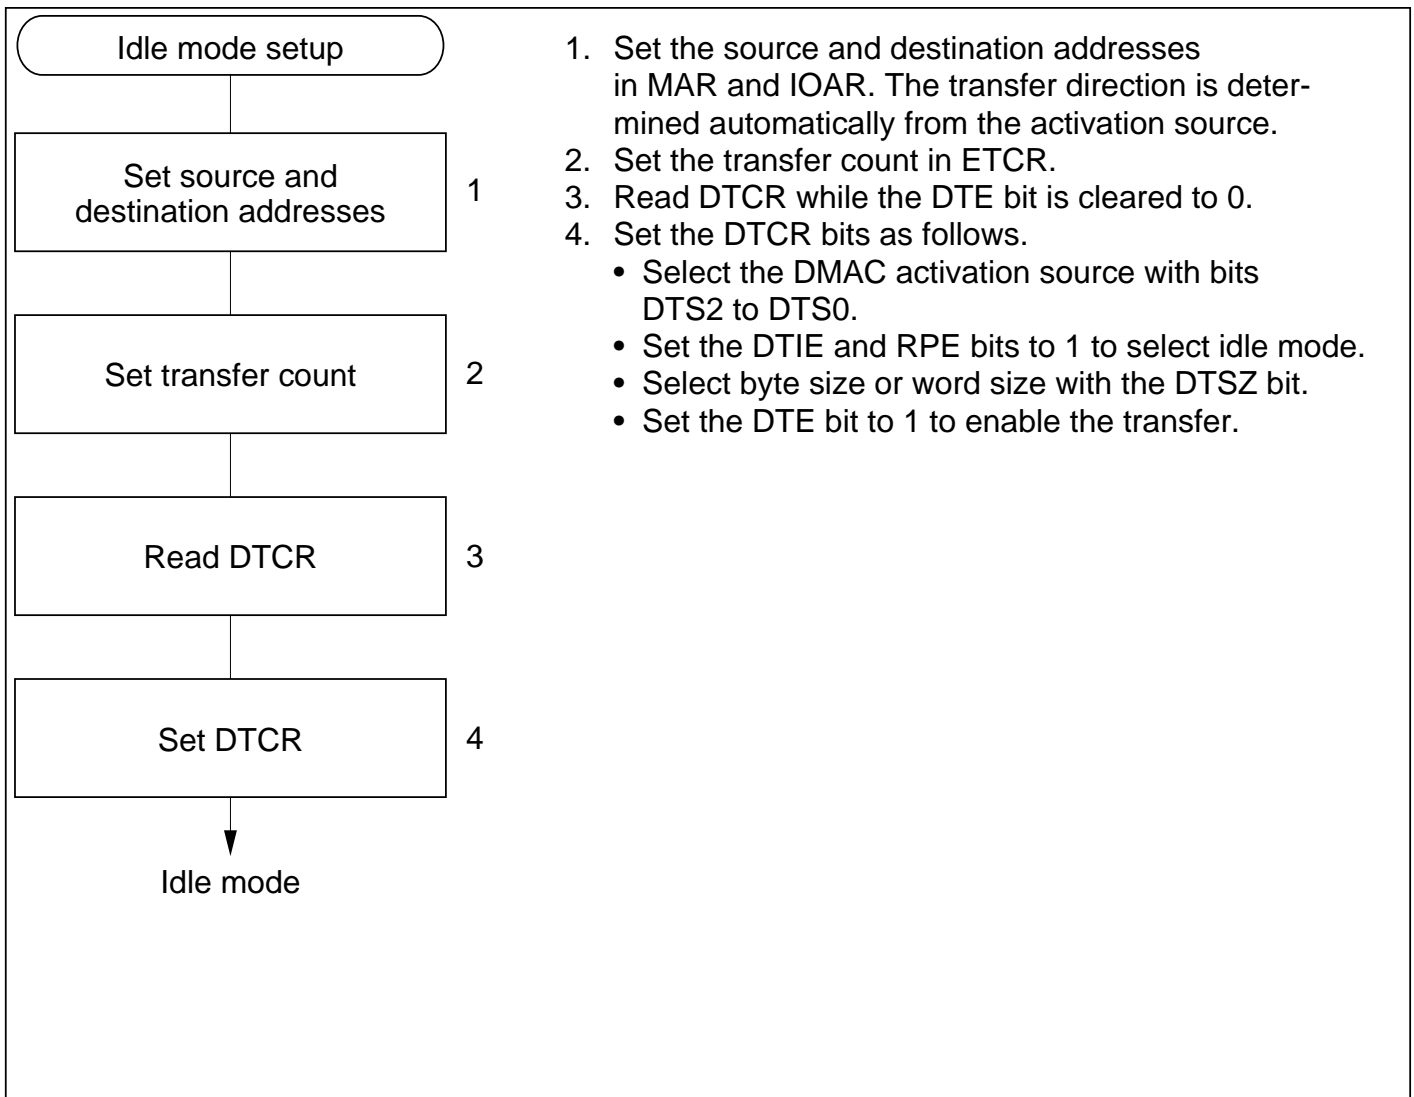 Idle mode setup
Set source and
destination addresses
1
Set transfer count
2
Read DTCR
3
Set DTCR
4
Idle mode
1. Set the source and destination addresses
in MAR and IOAR. The transfer direction is deter-
mined automatically from the activation source.
2. Set the transfer count in ETCR.
3. Read DTCR while the DTE bit is cleared to 0.
4. Set the DTCR bits as follows.
• Select the DMAC activation source with bits
DTS2 to DTS0.
• Set the DTIE and RPE bits to 1 to select idle mode.
• Select byte size or word size with the DTSZ bit.
• Set the DTE bit to 1 to enable the transfer.